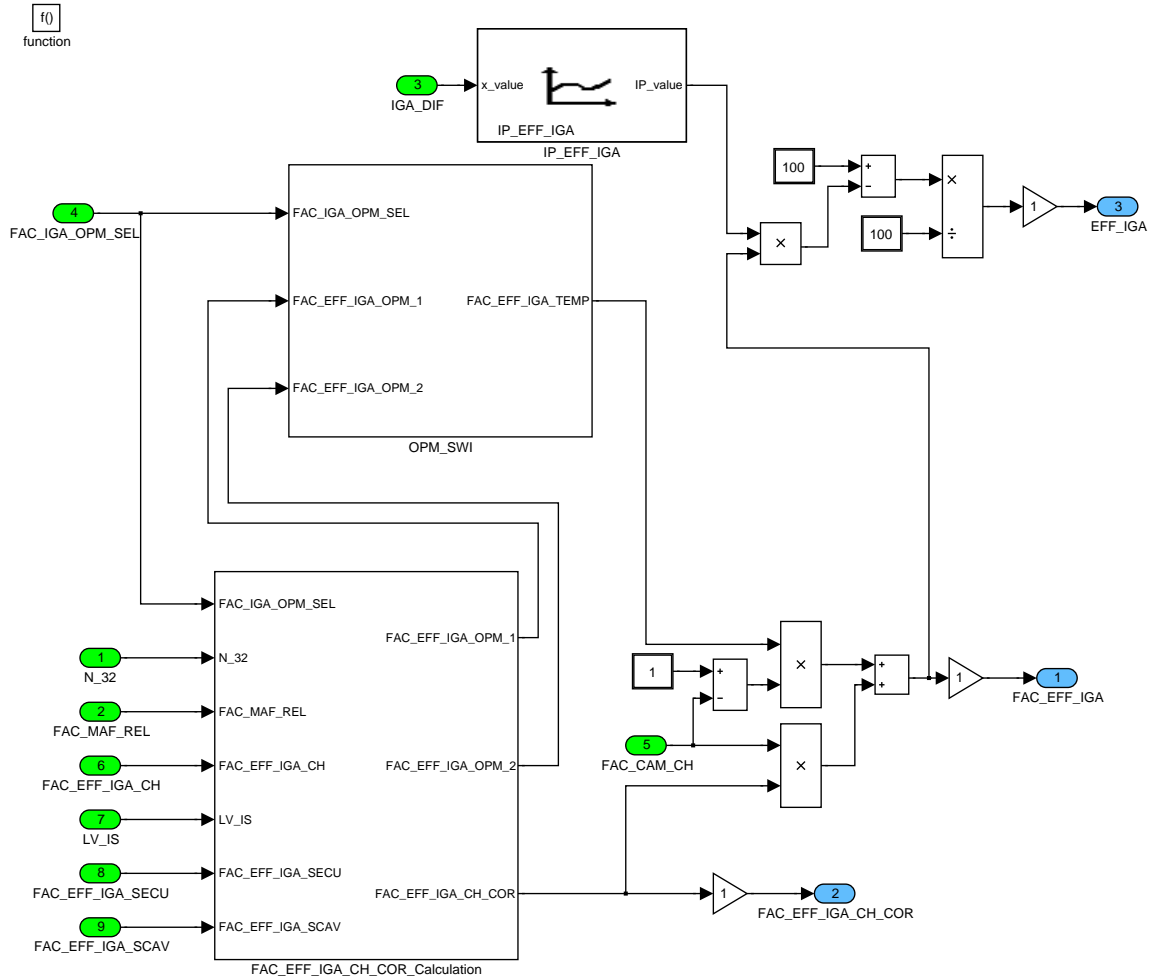 f()
function
3
IGA_DIF
x_value
IP_value
IP_EFF_IGA
IP_EFF_IGA
100
+
−
×
100
÷
1
3
EFF_IGA
×
4
FAC_IGA_OPM_SEL
FAC_IGA_OPM_SEL
FAC_EFF_IGA_OPM_1
FAC_EFF_IGA_TEMP
FAC_EFF_IGA_OPM_2
OPM_SWI
FAC_IGA_OPM_SEL
FAC_EFF_IGA_OPM_1
1
N_32
N_32
2
FAC_MAF_REL
FAC_MAF_REL
6
FAC_EFF_IGA_CH
FAC_EFF_IGA_CH
FAC_EFF_IGA_OPM_2
7
LV_IS
LV_IS
8
FAC_EFF_IGA_SECU
FAC_EFF_IGA_SECU
FAC_EFF_IGA_CH_COR
9
FAC_EFF_IGA_SCAV
FAC_EFF_IGA_SCAV
FAC_EFF_IGA_CH_COR_Calculation
1
+
−
×
+
+
1
1
FAC_EFF_IGA
5
FAC_CAM_CH
×
1
2
FAC_EFF_IGA_CH_COR